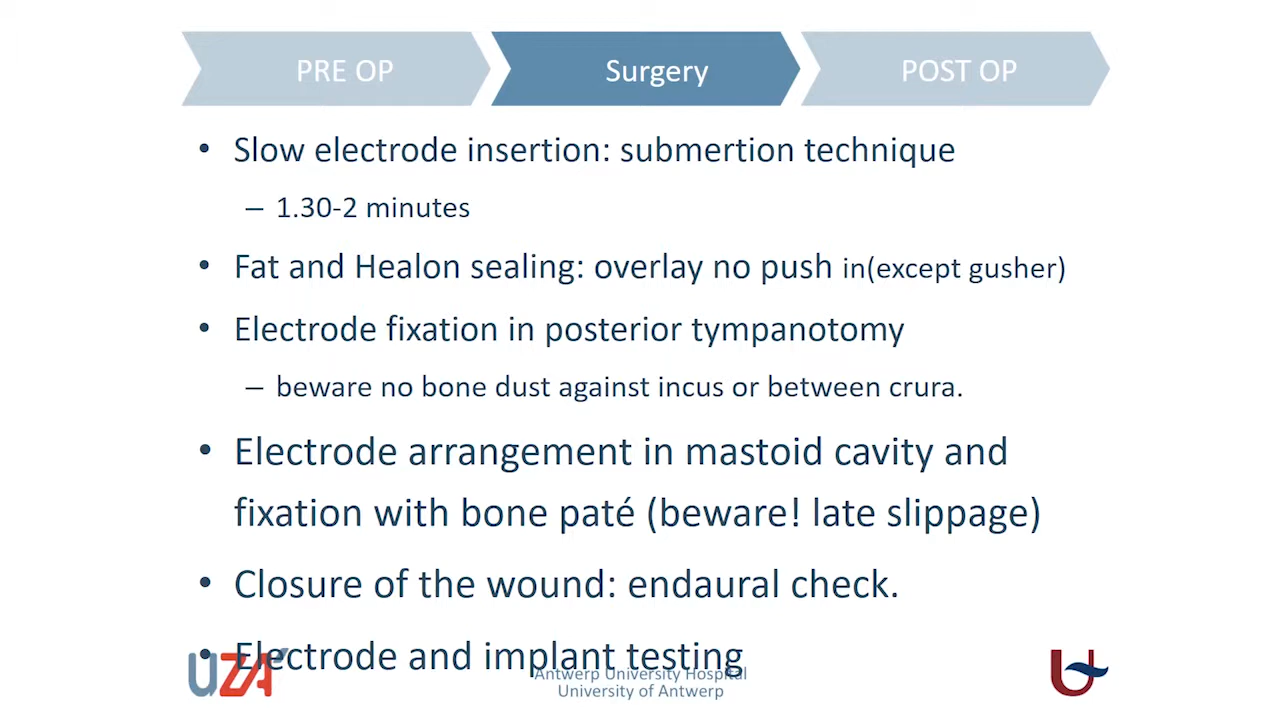 PRE OP
Surgery
POST OP
• Slow electrode insertion: submertion technique
– 1.30-2 minutes
• Fat and Healon sealing: overlay no push in(except gusher)
• Electrode fixation in posterior tympanotomy
– beware no bone dust against incus or between crura.
• Electrode arrangement in mastoid cavity and
fixation with bone paté (beware! late slippage)
• Closure of the wound: endaural check.
• Electrode and implant testing
UZA
Antwerp University Hospital
University of Antwerp